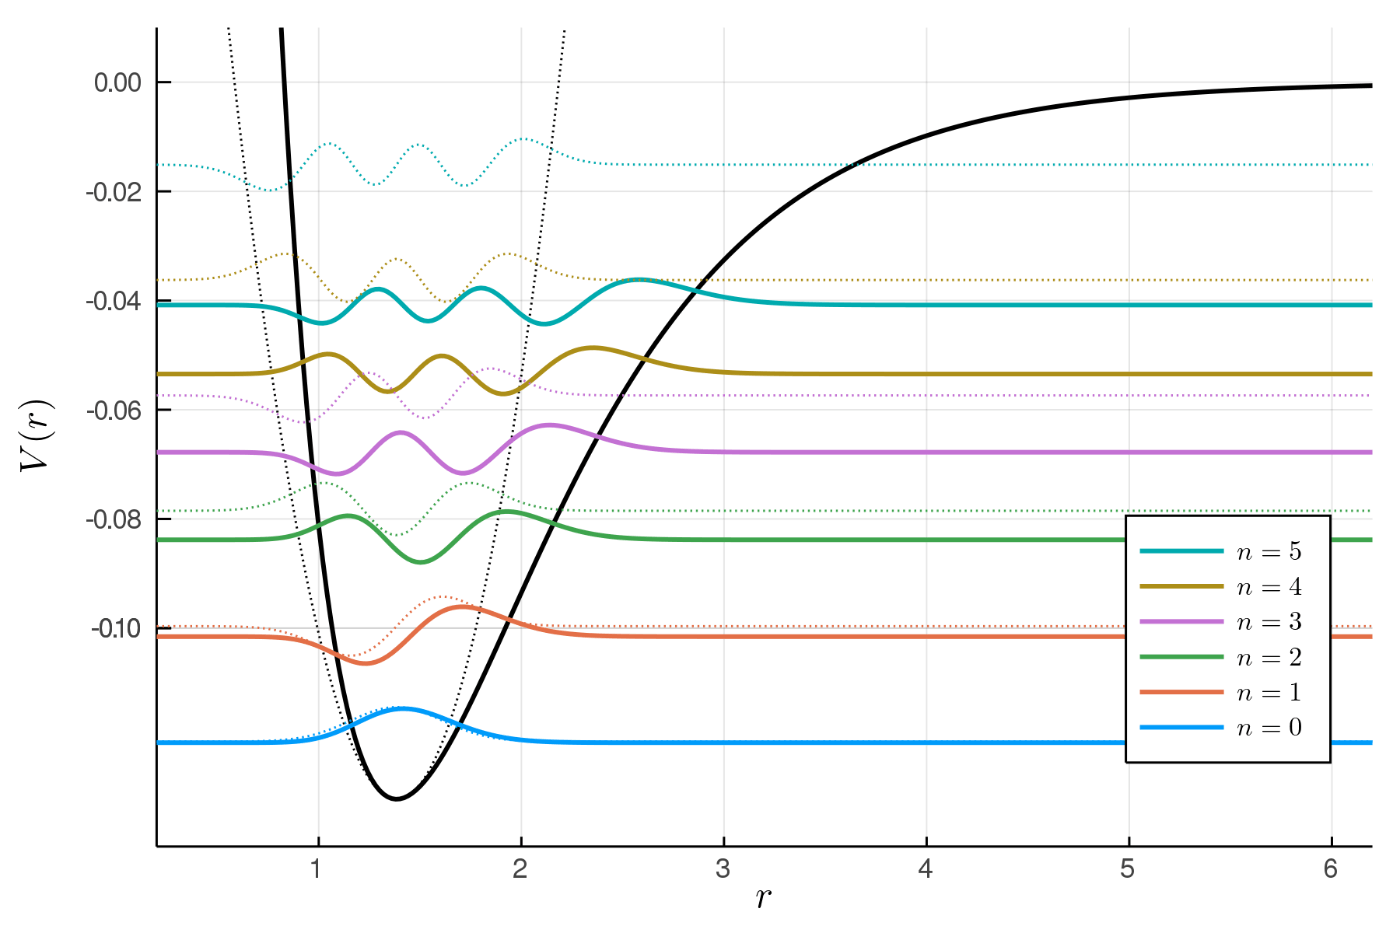 V(r)
0.00
-0.02
-0.04
-0.06
-0.08
-0.10
n = 5
n = 4
n = 3
n = 2
n = 1
n = 0
1 2 3 4 5 6
r